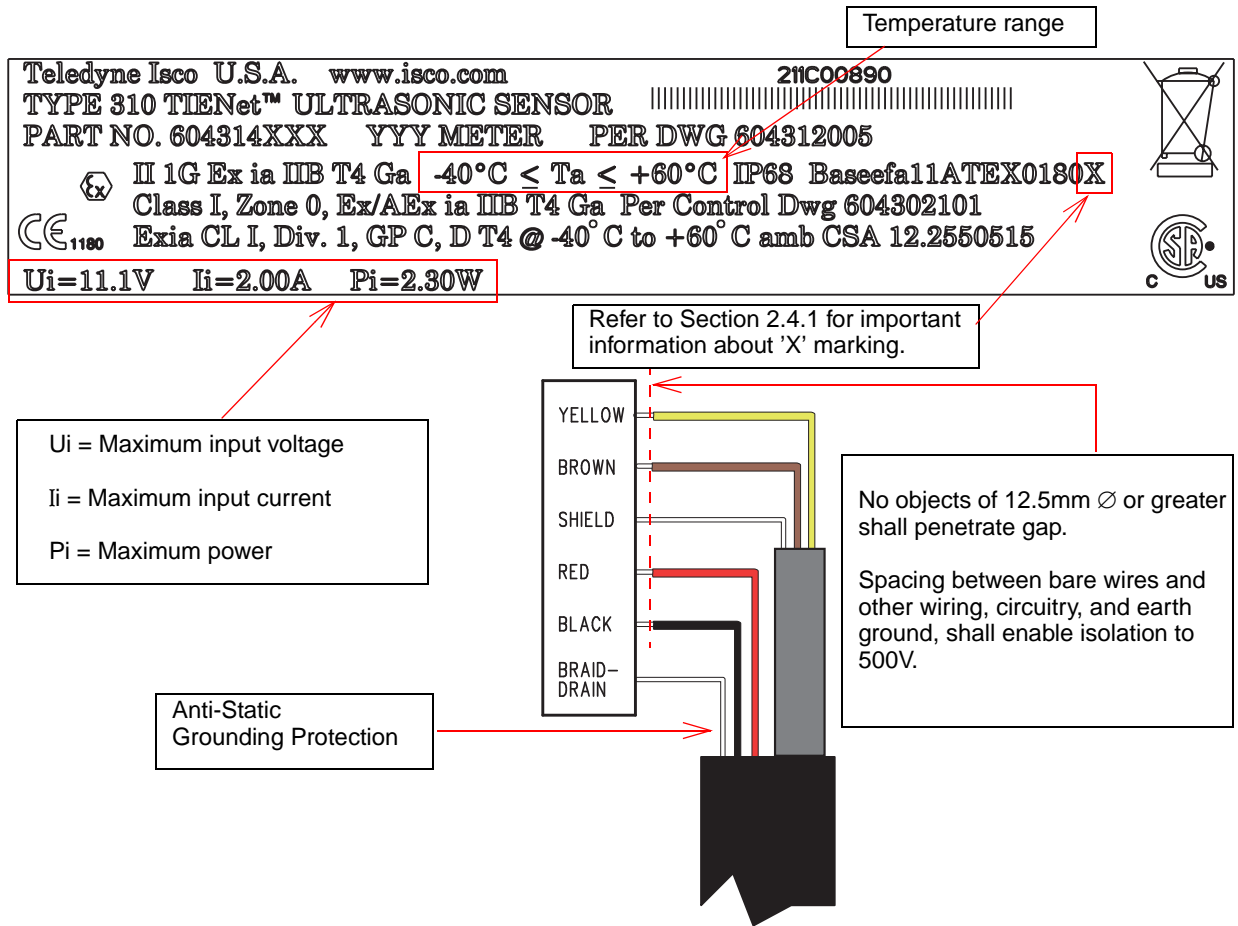 Temperature range
Teledyne Isco U.S.A. www.isco.com 211C00890
TYPE 310 TIENet™ ULTRASONIC SENSOR
PART NO. 604314XXX YYY METER PER DWG 604312005
Ex II 1G Ex ia IIB T4 Ga -40°C ≤ Ta ≤ +60°C IP68 Baseefa11ATEX0180X
Class I, Zone 0, Ex/AEx ia IIB T4 Ga Per Control Dwg 604302101
CE 1180 Exia CL I, Div. 1, GP C, D T4 @ -40°C to +60°C amb CSA 12.2550515
Ui=11.1V Ii=2.00A Pi=2.30W
C SA US
Refer to Section 2.4.1 for important
information about 'X' marking.
Ui = Maximum input voltage
Ii = Maximum input current
Pi = Maximum power
YELLOW
BROWN
SHIELD
RED
BLACK
BRAID-
DRAIN
No objects of 12.5mm ∅ or greater
shall penetrate gap.
Spacing between bare wires and
other wiring, circuitry, and earth
ground, shall enable isolation to
500V.
Anti-Static
Grounding Protection